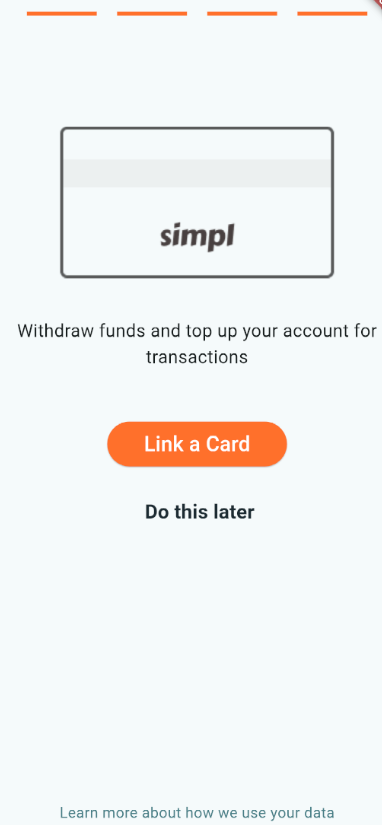 simpl
Withdraw funds and top up your account for
transactions
Link a Card
Do this later
Learn more about how we use your data